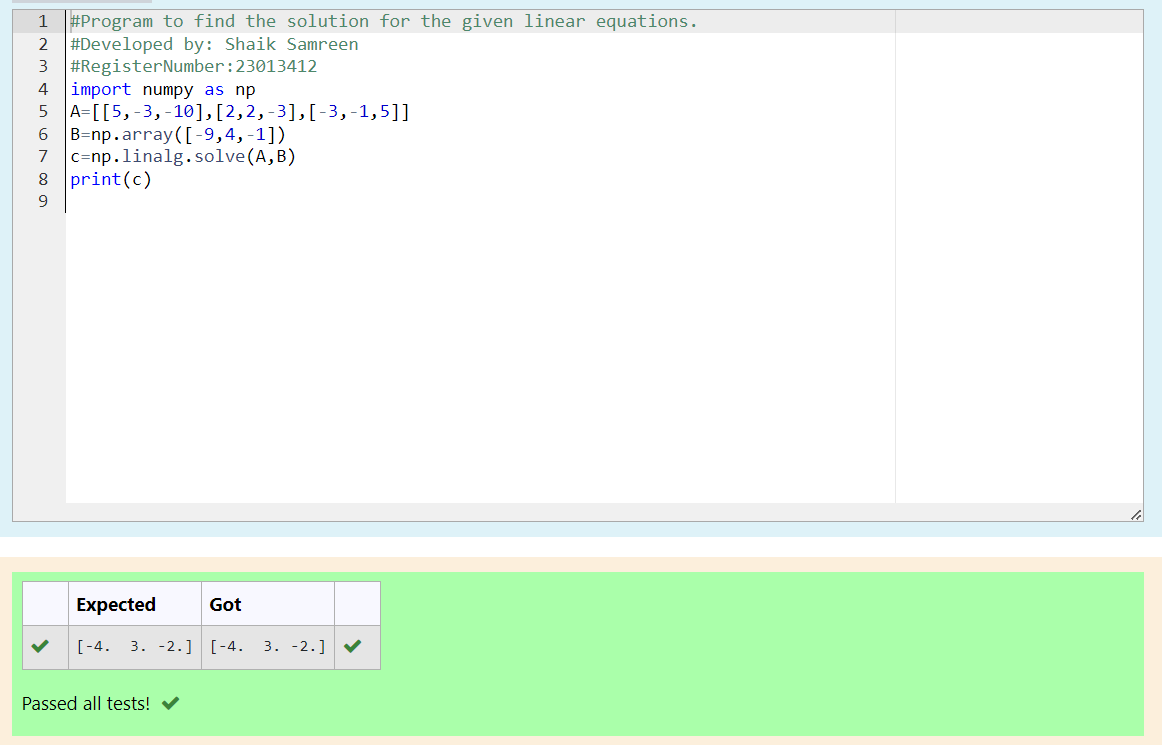 1 #Program to find the solution for the given linear equations.
2 #Developed by: Shaik Samreen
3 #RegisterNumber:23013412
4 import numpy as np
5 A=[[5,-3,-10],[2,2,-3],[-3,-1,5]]
6 B=np.array([-9,4,-1])
7 c=np.linalg.solve(A,B)
8 print(c)
9
Expected Got
[-4.  3. -2.] [-4.  3. -2.]
Passed all tests!